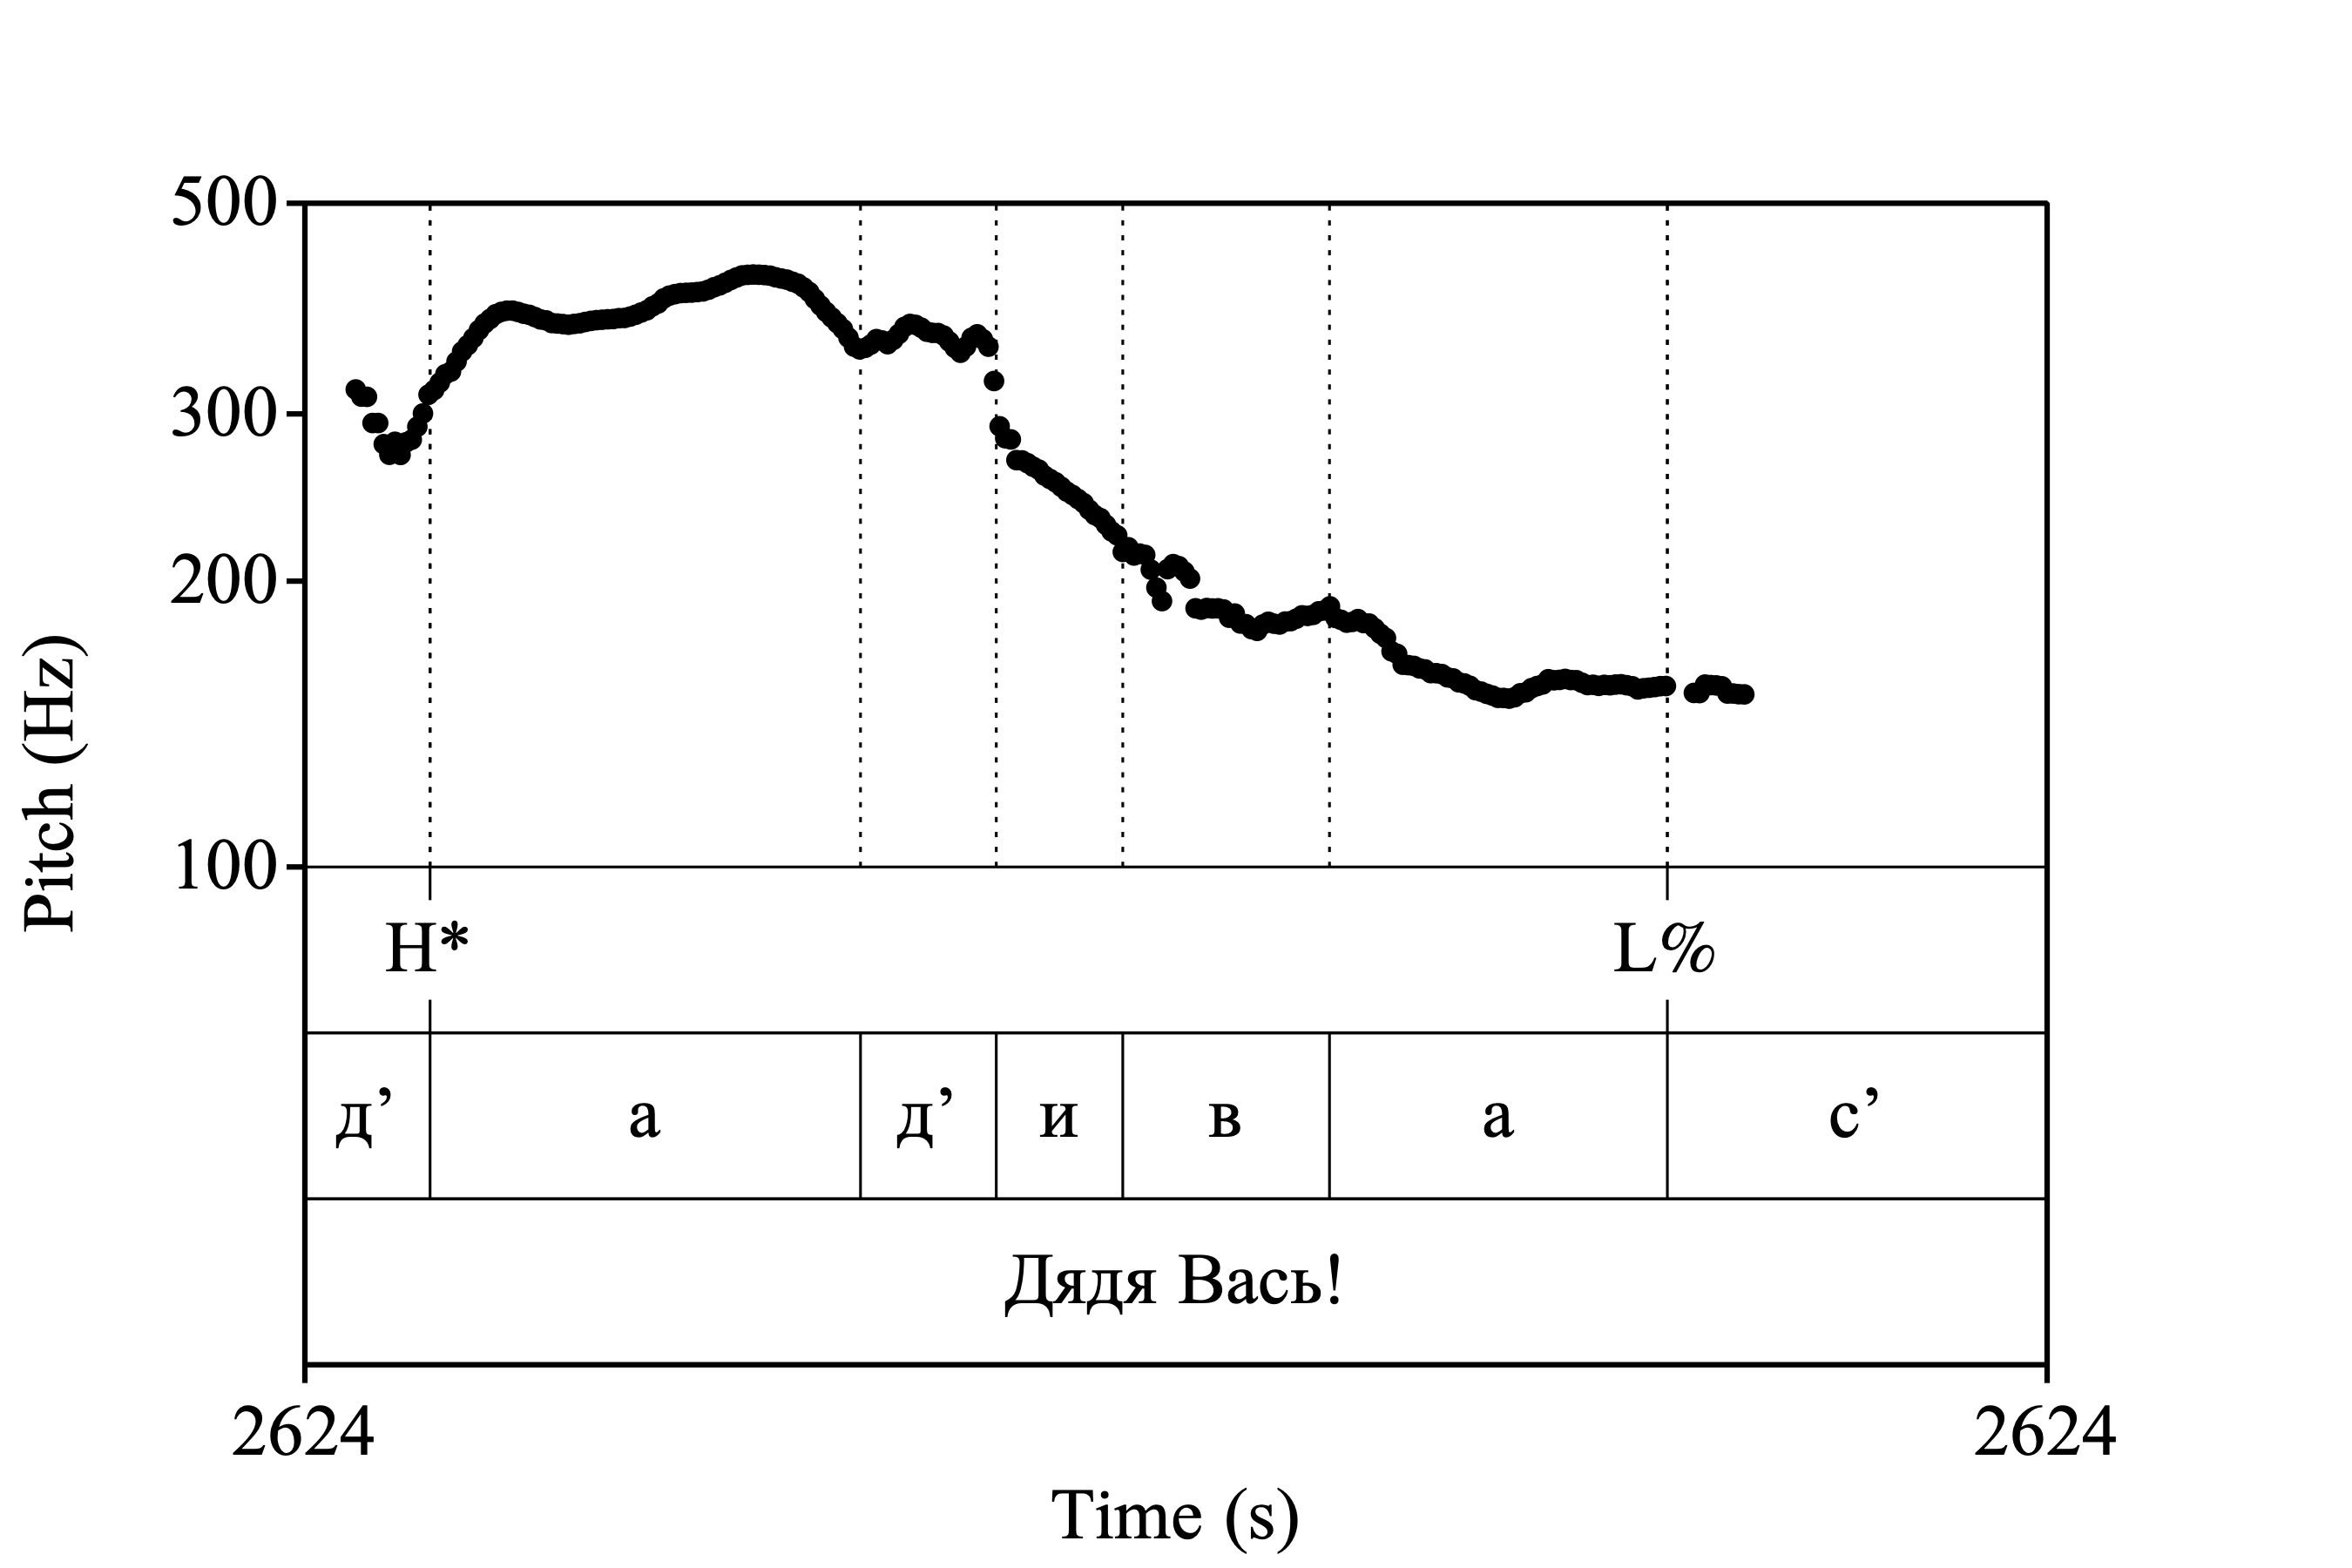 500
300
200
100
Pitch (Hz)
H* L%
д’ а д’ и в а с’
Дядя Вась!
2624 2624
Time (s)